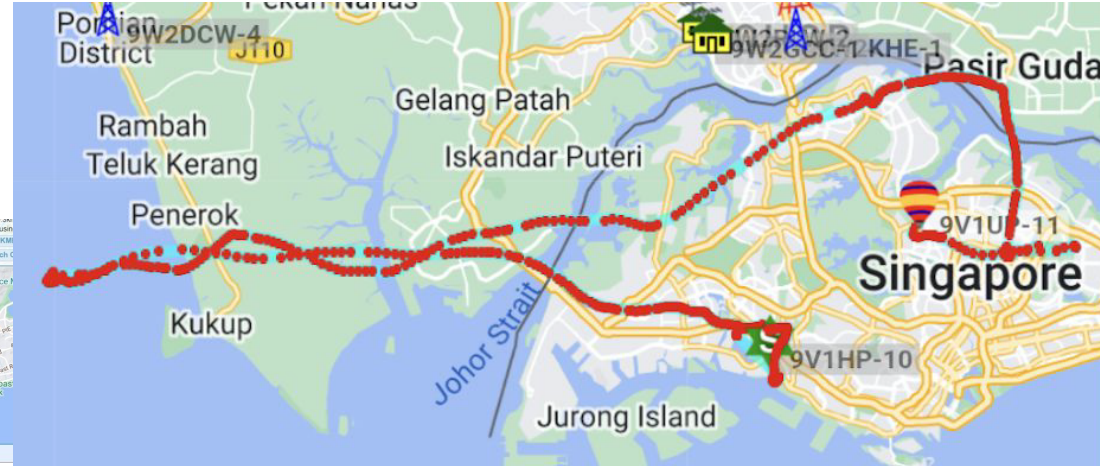 Pekan Nanas
Pontian
District
9W2DCW-4
J110
9W2GCC-1
KHE-1
Pasir Guda
Gelang Patah
Rambah
Teluk Kerang
Iskandar Puteri
Penerok
9V1UP-11
Singapore
Kukup
Johor Strait
9V1HP-10
Jurong Island